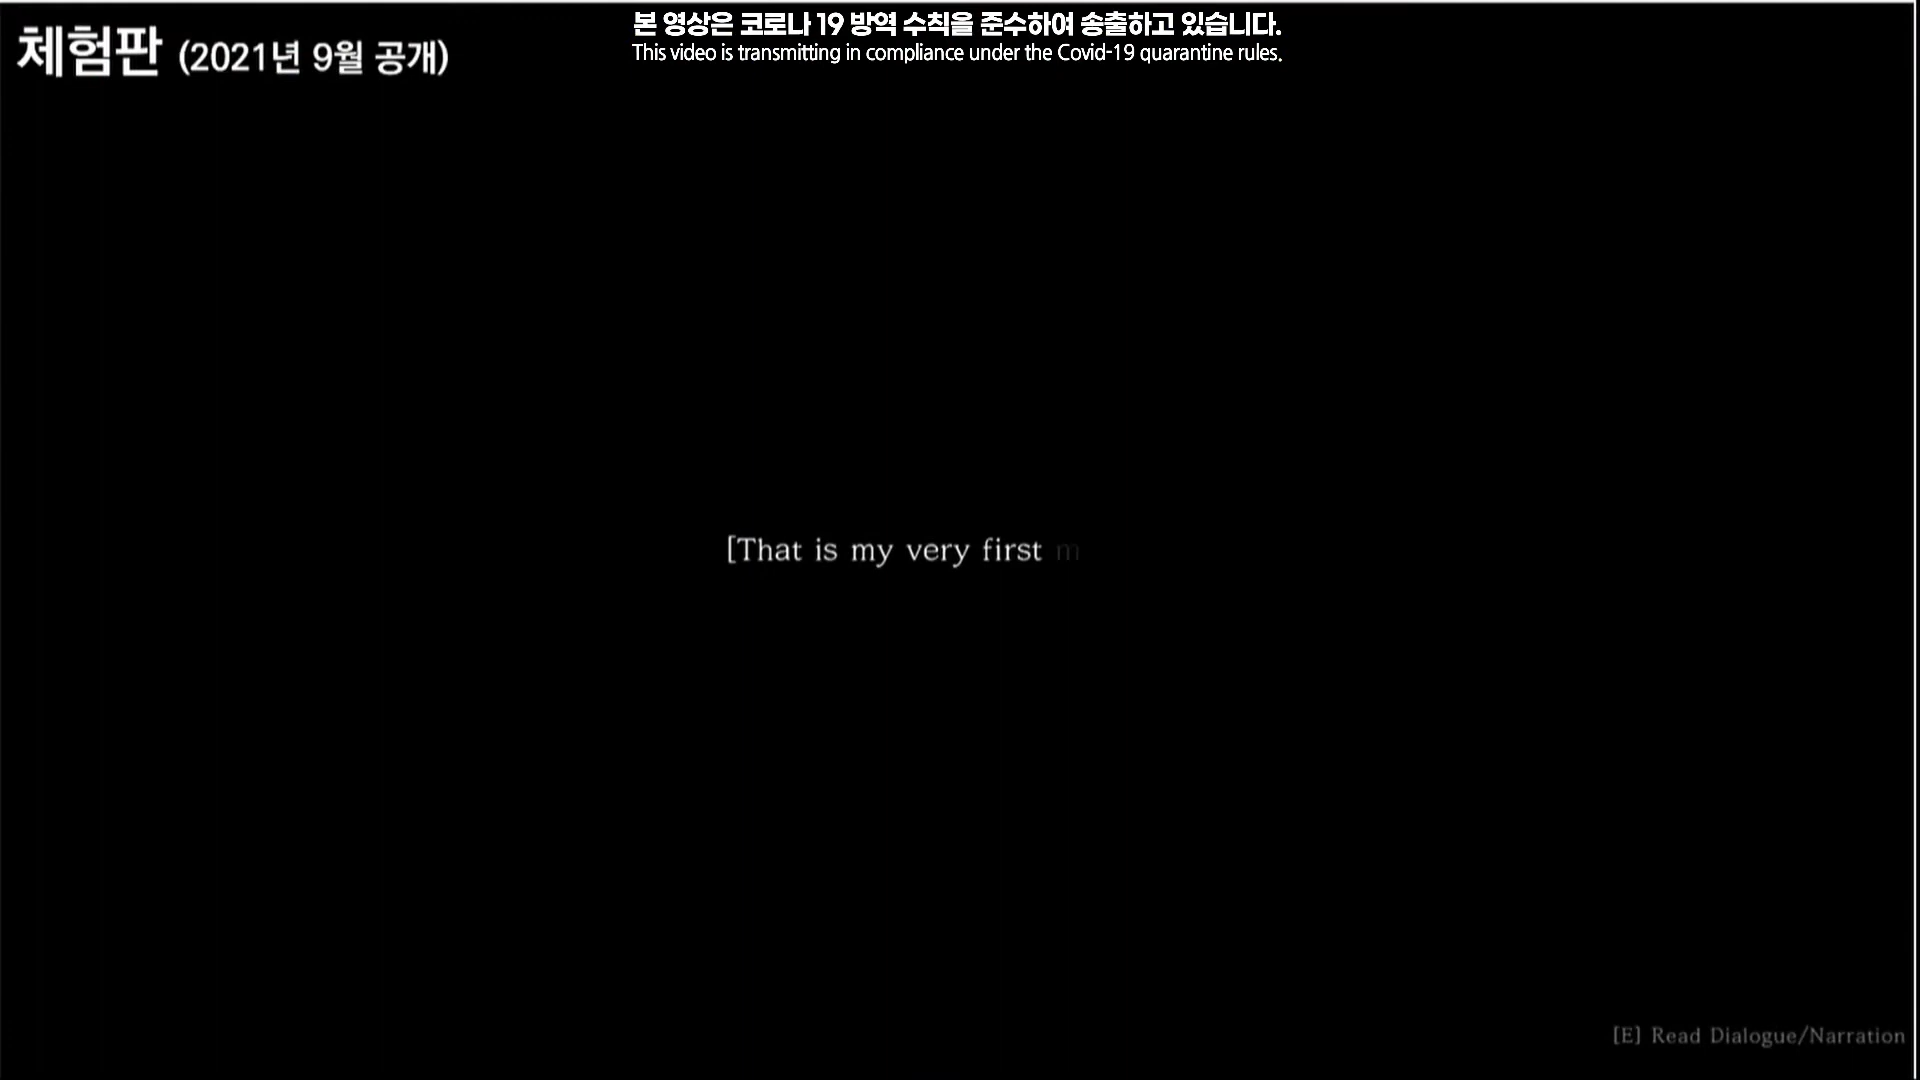 본 영상은 코로나 19 방역 수칙을 준수하여 송출하고 있습니다.
This video is transmitting in compliance under the Covid-19 quarantine rules.
체험판 (2021년 9월 공개)
[That is my very first m
[E] Read Dialogue/Narration